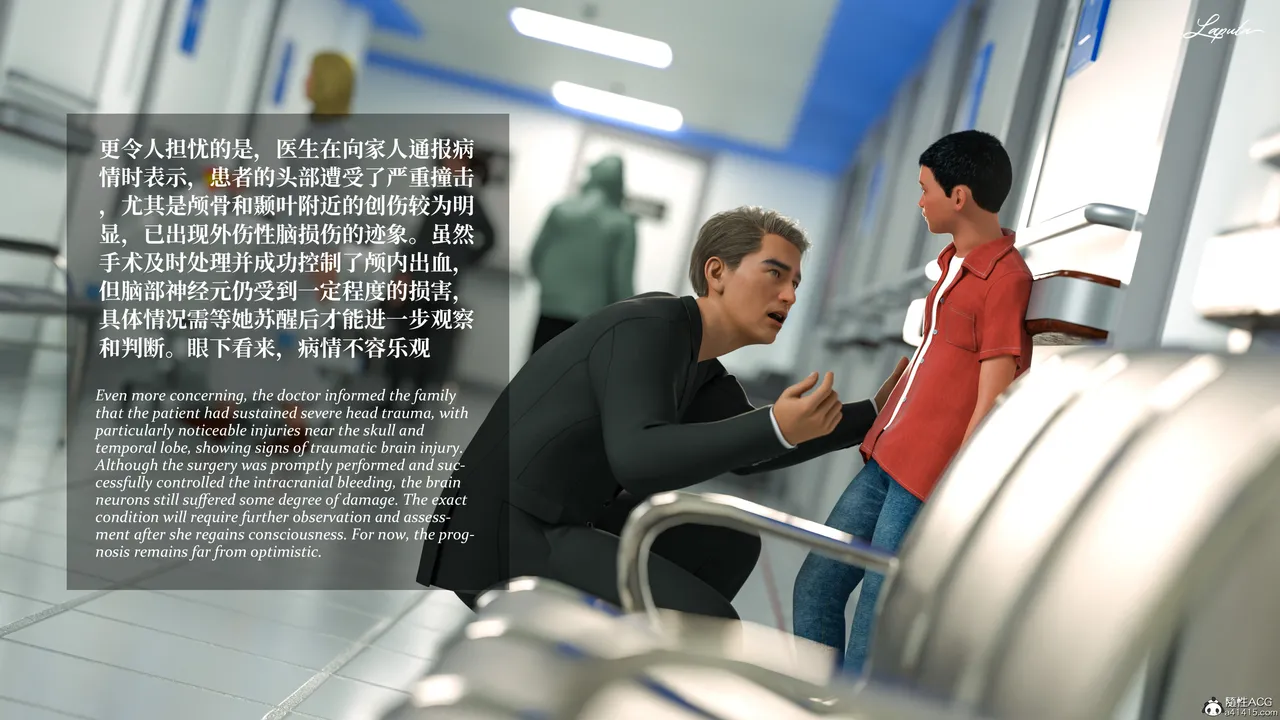 Laputa
更令人担忧的是，医生在向家人通报病
情时表示，患者的头部遭受了严重撞击
，尤其是颅骨和颞叶附近的创伤较为明
显，已出现外伤性脑损伤的迹象。虽然
手术及时处理并成功控制了颅内出血，
但脑部神经元仍受到一定程度的损害，
具体情况需等她苏醒后才能进一步观察
和判断。眼下看来，病情不容乐观
Even more concerning, the doctor informed the family
that the patient had sustained severe head trauma, with
particularly noticeable injuries near the skull and
temporal lobe, showing signs of traumatic brain injury.
Although the surgery was promptly performed and suc-
cessfully controlled the intracranial bleeding, the brain
neurons still suffered some degree of damage. The exact
condition will require further observation and assess-
ment after she regains consciousness. For now, the prog-
nosis remains far from optimistic.
隨性ACG
a41415.com